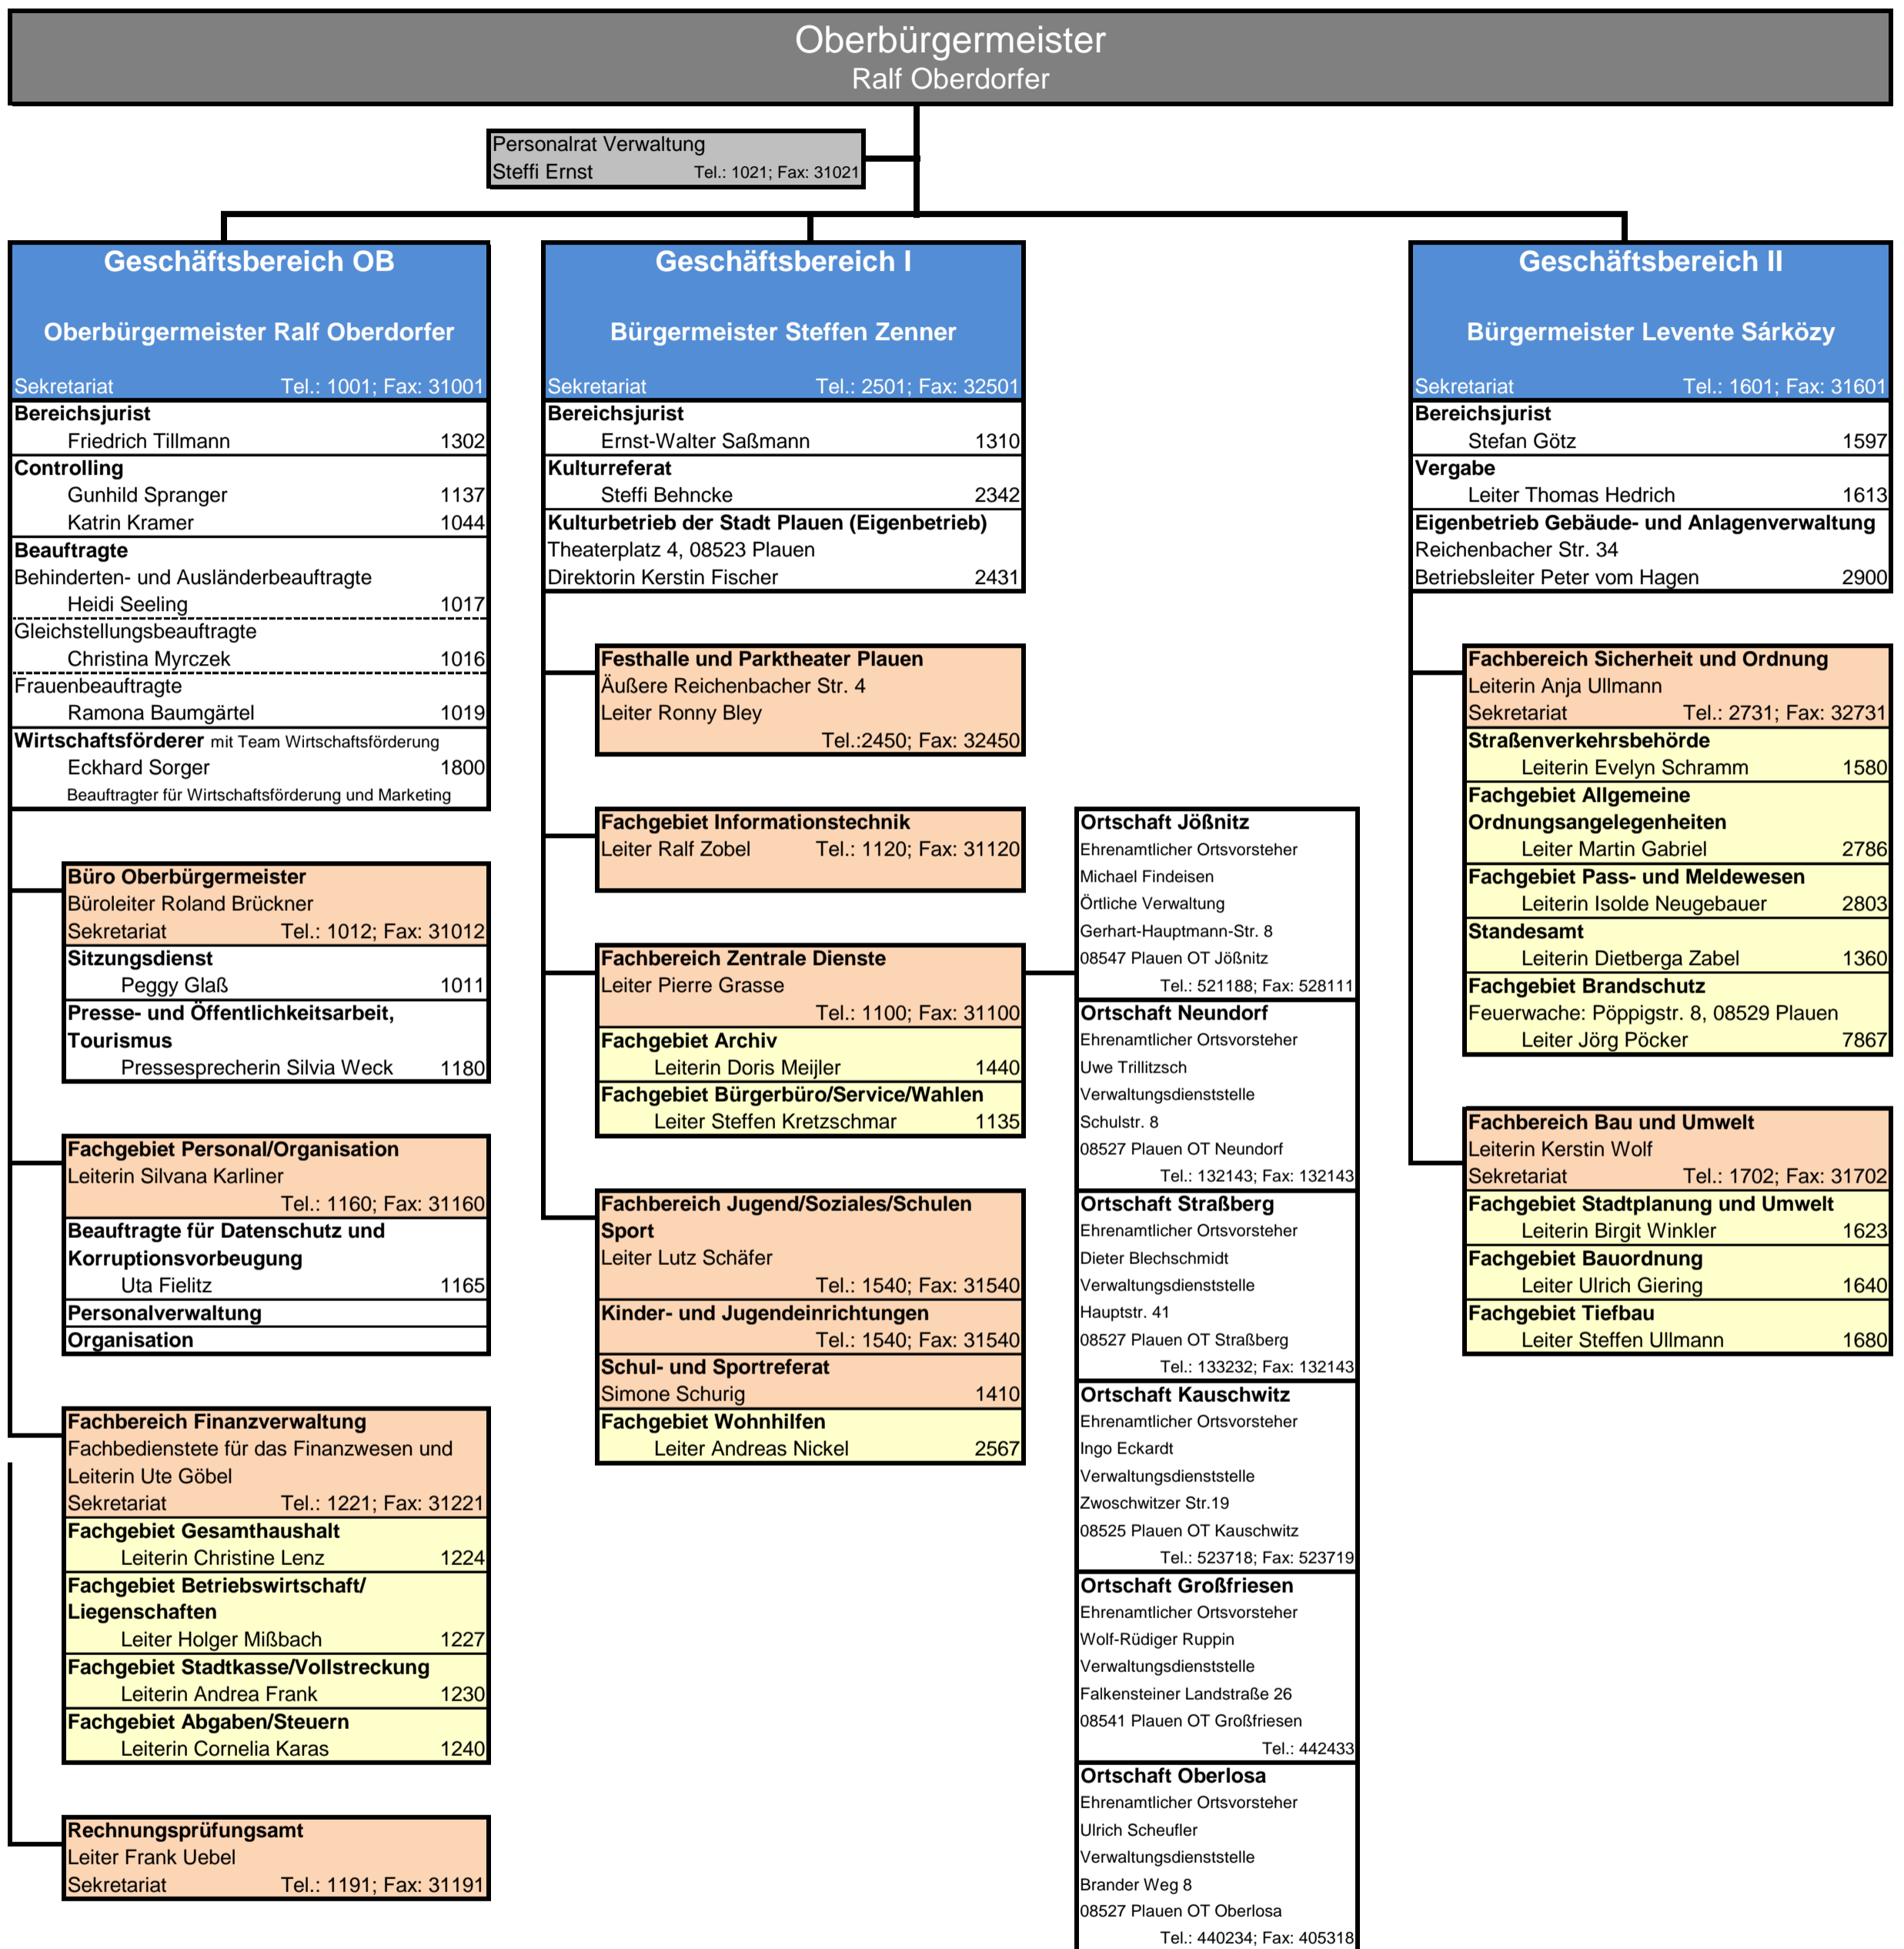 Oberbürgermeister
Ralf Oberdorfer
Personalrat Verwaltung
Steffi Ernst Tel.: 1021; Fax: 31021
Geschäftsbereich OB
Oberbürgermeister Ralf Oberdorfer
Sekretariat Tel.: 1001; Fax: 31001
Bereichsjurist
Friedrich Tillmann 1302
Controlling
Gunhild Spranger 1137
Katrin Kramer 1044
Beauftragte
Behinderten- und Ausländerbeauftragte
Heidi Seeling 1017
Gleichstellungsbeauftragte
Christina Myrczek 1016
Frauenbeauftragte
Ramona Baumgärtel 1019
Wirtschaftsförderer mit Team Wirtschaftsförderung
Eckhard Sorger 1800
Beauftragter für Wirtschaftsförderung und Marketing
Büro Oberbürgermeister
Büroleiter Roland Brückner
Sekretariat Tel.: 1012; Fax: 31012
Sitzungsdienst
Peggy Glaß 1011
Presse- und Öffentlichkeitsarbeit,
Tourismus
Pressesprecherin Silvia Weck 1180
Fachgebiet Personal/Organisation
Leiterin Silvana Karliner
Tel.: 1160; Fax: 31160
Beauftragte für Datenschutz und
Korruptionsvorbeugung
Uta Fielitz 1165
Personalverwaltung
Organisation
Fachbereich Finanzverwaltung
Fachbedienstete für das Finanzwesen und
Leiterin Ute Göbel
Sekretariat Tel.: 1221; Fax: 31221
Fachgebiet Gesamthaushalt
Leiterin Christine Lenz 1224
Fachgebiet Betriebswirtschaft/
Liegenschaften
Leiter Holger Mißbach 1227
Fachgebiet Stadtkasse/Vollstreckung
Leiterin Andrea Frank 1230
Fachgebiet Abgaben/Steuern
Leiterin Cornelia Karas 1240
Rechnungsprüfungsamt
Leiter Frank Uebel
Sekretariat Tel.: 1191; Fax: 31191
Geschäftsbereich I
Bürgermeister Steffen Zenner
Sekretariat Tel.: 2501; Fax: 32501
Bereichsjurist
Ernst-Walter Saßmann 1310
Kulturreferat
Steffi Behncke 2342
Kulturbetrieb der Stadt Plauen (Eigenbetrieb)
Theaterplatz 4, 08523 Plauen
Direktorin Kerstin Fischer 2431
Festhalle und Parktheater Plauen
Äußere Reichenbacher Str. 4
Leiter Ronny Bley
Tel.:2450; Fax: 32450
Fachgebiet Informationstechnik
Leiter Ralf Zobel Tel.: 1120; Fax: 31120
Fachbereich Zentrale Dienste
Leiter Pierre Grasse
Tel.: 1100; Fax: 31100
Fachgebiet Archiv
Leiterin Doris Meijler 1440
Fachgebiet Bürgerbüro/Service/Wahlen
Leiter Steffen Kretzschmar 1135
Fachbereich Jugend/Soziales/Schulen
Sport
Leiter Lutz Schäfer
Tel.: 1540; Fax: 31540
Kinder- und Jugendeinrichtungen
Tel.: 1540; Fax: 31540
Schul- und Sportreferat
Simone Schurig 1410
Fachgebiet Wohnhilfen
Leiter Andreas Nickel 2567
Ortschaft Jößnitz
Ehrenamtlicher Ortsvorsteher
Michael Findeisen
Örtliche Verwaltung
Gerhart-Hauptmann-Str. 8
08547 Plauen OT Jößnitz
Tel.: 521188; Fax: 528111
Ortschaft Neundorf
Ehrenamtlicher Ortsvorsteher
Uwe Trillitzsch
Verwaltungsdienststelle
Schulstr. 8
08527 Plauen OT Neundorf
Tel.: 132143; Fax: 132143
Ortschaft Straßberg
Ehrenamtlicher Ortsvorsteher
Dieter Blechschmidt
Verwaltungsdienststelle
Hauptstr. 41
08527 Plauen OT Straßberg
Tel.: 133232; Fax: 132143
Ortschaft Kauschwitz
Ehrenamtlicher Ortsvorsteher
Ingo Eckardt
Verwaltungsdienststelle
Zwoschwitzer Str.19
08525 Plauen OT Kauschwitz
Tel.: 523718; Fax: 523719
Ortschaft Großfriesen
Ehrenamtlicher Ortsvorsteher
Wolf-Rüdiger Ruppin
Verwaltungsdienststelle
Falkensteiner Landstraße 26
08541 Plauen OT Großfriesen
Tel.: 442433
Ortschaft Oberlosa
Ehrenamtlicher Ortsvorsteher
Ulrich Scheufler
Verwaltungsdienststelle
Brander Weg 8
08527 Plauen OT Oberlosa
Tel.: 440234; Fax: 405318
Geschäftsbereich II
Bürgermeister Levente Sárközy
Sekretariat Tel.: 1601; Fax: 31601
Bereichsjurist
Stefan Götz 1597
Vergabe
Leiter Thomas Hedrich 1613
Eigenbetrieb Gebäude- und Anlagenverwaltung
Reichenbacher Str. 34
Betriebsleiter Peter vom Hagen 2900
Fachbereich Sicherheit und Ordnung
Leiterin Anja Ullmann
Sekretariat Tel.: 2731; Fax: 32731
Straßenverkehrsbehörde
Leiterin Evelyn Schramm 1580
Fachgebiet Allgemeine
Ordnungsangelegenheiten
Leiter Martin Gabriel 2786
Fachgebiet Pass- und Meldewesen
Leiterin Isolde Neugebauer 2803
Standesamt
Leiterin Dietberga Zabel 1360
Fachgebiet Brandschutz
Feuerwache: Pöppigstr. 8, 08529 Plauen
Leiter Jörg Pöcker 7867
Fachbereich Bau und Umwelt
Leiterin Kerstin Wolf
Sekretariat Tel.: 1702; Fax: 31702
Fachgebiet Stadtplanung und Umwelt
Leiterin Birgit Winkler 1623
Fachgebiet Bauordnung
Leiter Ulrich Giering 1640
Fachgebiet Tiefbau
Leiter Steffen Ullmann 1680